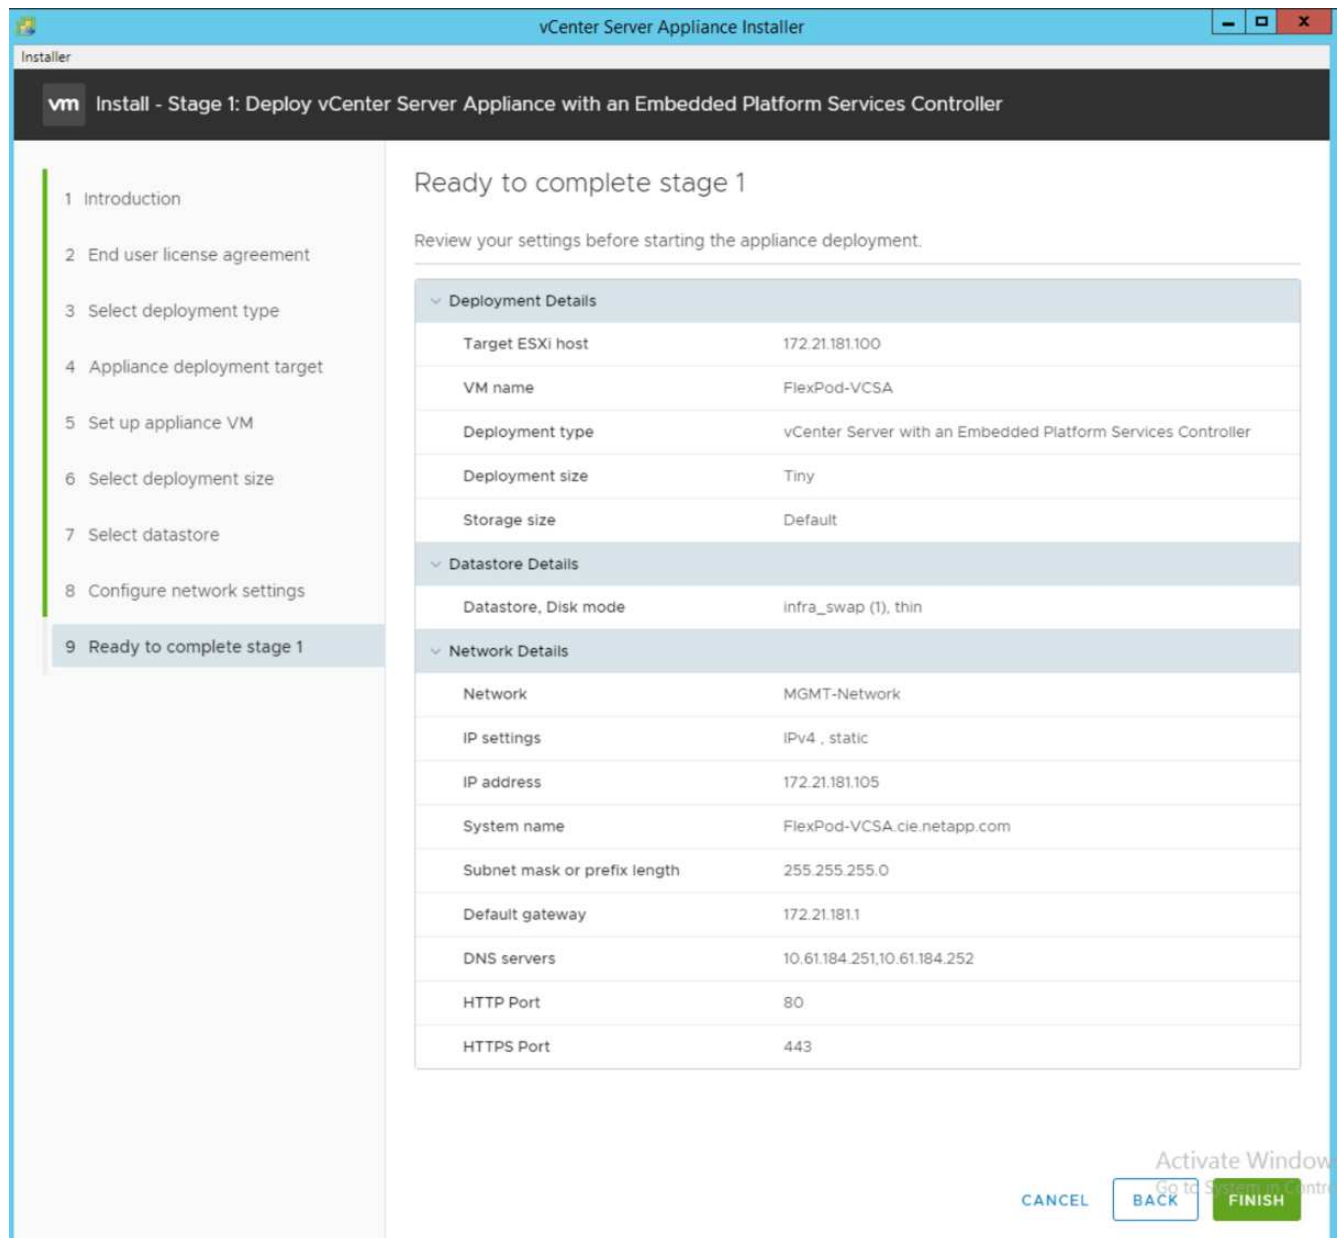 vCenter Server Appliance Installer
Installer
vm Install - Stage 1: Deploy vCenter Server Appliance with an Embedded Platform Services Controller
1 Introduction
2 End user license agreement
3 Select deployment type
4 Appliance deployment target
5 Set up appliance VM
6 Select deployment size
7 Select datastore
8 Configure network settings
9 Ready to complete stage 1
Ready to complete stage 1
Review your settings before starting the appliance deployment.
Deployment Details
Target ESXi host 172.21.181.100
VM name FlexPod-VCSA
Deployment type vCenter Server with an Embedded Platform Services Controller
Deployment size Tiny
Storage size Default
Datastore Details
Datastore, Disk mode infra_swap (1), thin
Network Details
Network MGMT-Network
IP settings IPv4 , static
IP address 172.21.181.105
System name FlexPod-VCSA.cie.netapp.com
Subnet mask or prefix length 255.255.255.0
Default gateway 172.21.181.1
DNS servers 10.61.184.251,10.61.184.252
HTTP Port 80
HTTPS Port 443
Activate Window
Go to System in Contr
CANCEL BACK FINISH